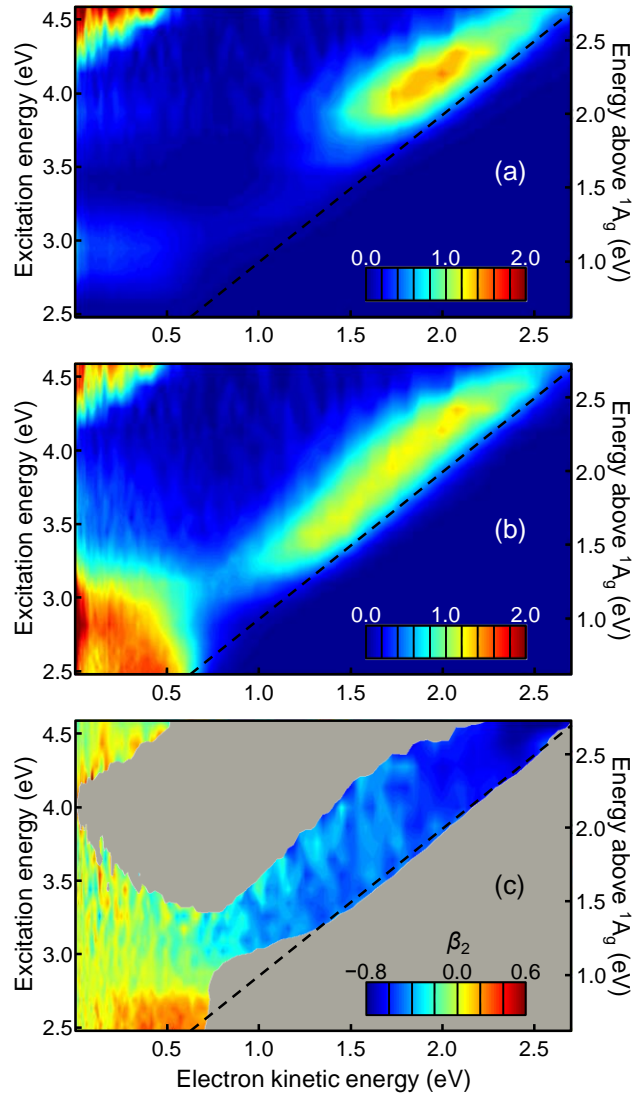 4.5
4.0
3.5
3.0
2.5
Excitation energy (eV)
2.5
2.0
1.5
1.0
Energy above ¹A_g (eV)
(a)
0.0 1.0 2.0
0.5 1.0 1.5 2.0 2.5
4.5
4.0
3.5
3.0
2.5
Excitation energy (eV)
2.5
2.0
1.5
1.0
Energy above ¹A_g (eV)
(b)
0.0 1.0 2.0
0.5 1.0 1.5 2.0 2.5
4.5
4.0
3.5
3.0
2.5
Excitation energy (eV)
2.5
2.0
1.5
1.0
Energy above ¹A_g (eV)
(c)
β₂
−0.8 0.0 0.6
0.5 1.0 1.5 2.0 2.5
Electron kinetic energy (eV)